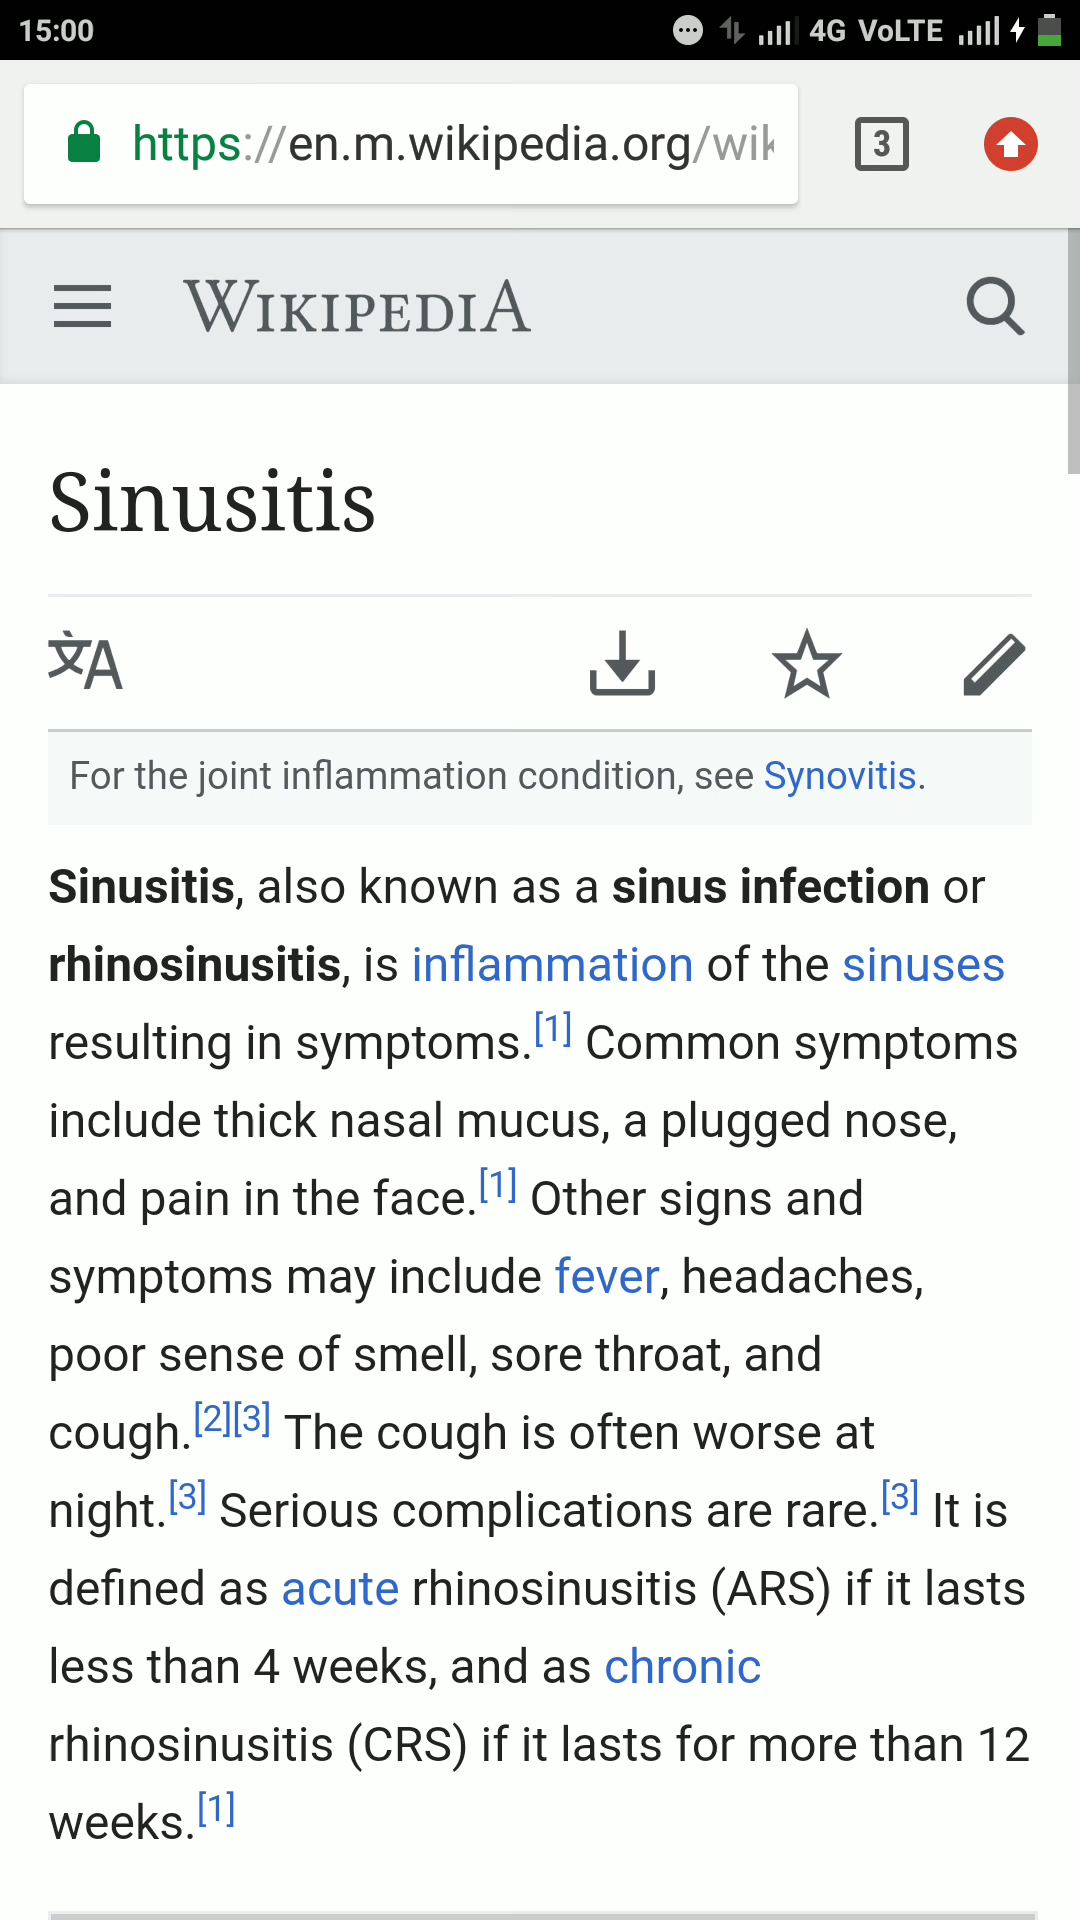 15:00
4G VoLTE
https://en.m.wikipedia.org/wik
3
WIKIPEDIA
Sinusitis
文A
For the joint inflammation condition, see Synovitis.
Sinusitis, also known as a sinus infection or
rhinosinusitis, is inflammation of the sinuses
resulting in symptoms.[1] Common symptoms
include thick nasal mucus, a plugged nose,
and pain in the face.[1] Other signs and
symptoms may include fever, headaches,
poor sense of smell, sore throat, and
cough.[2][3] The cough is often worse at
night.[3] Serious complications are rare.[3] It is
defined as acute rhinosinusitis (ARS) if it lasts
less than 4 weeks, and as chronic
rhinosinusitis (CRS) if it lasts for more than 12
weeks.[1]